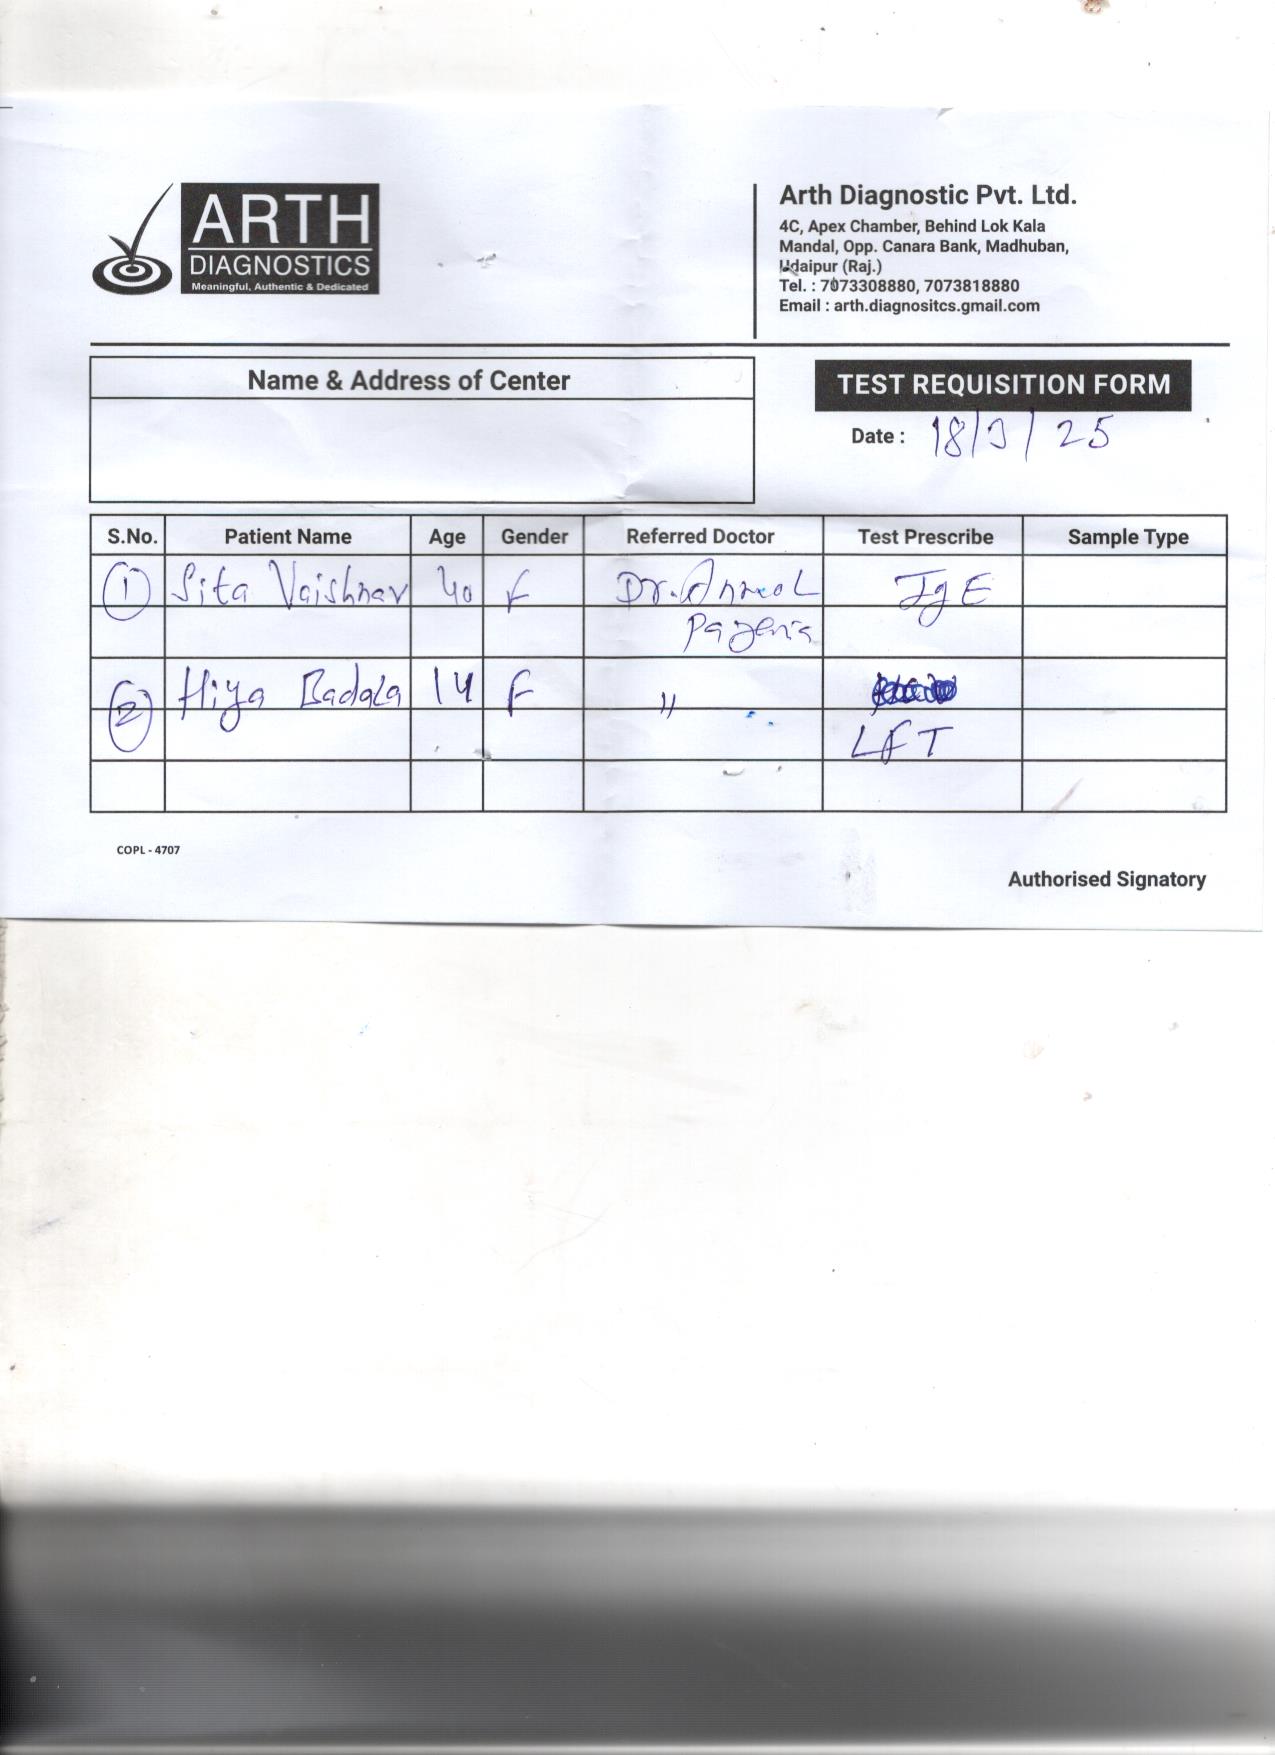 ARTH
DIAGNOSTICS
Meaningful, Authentic & Dedicated
Arth Diagnostic Pvt. Ltd.
4C, Apex Chamber, Behind Lok Kala
Mandal, Opp. Canara Bank, Madhuban,
Udaipur (Raj.)
Tel. : 7073308880, 7073818880
Email : arth.diagnositcs.gmail.com
Name & Address of Center
TEST REQUISITION FORM
Date : 18/3/25
S.No. Patient Name Age Gender Referred Doctor Test Prescribe Sample Type
1 Sita Vaishnav 40 F Dr. Anmol IgE
2 Hiya Badala 14 F "
LFT
COPL - 4707
Authorised Signatory